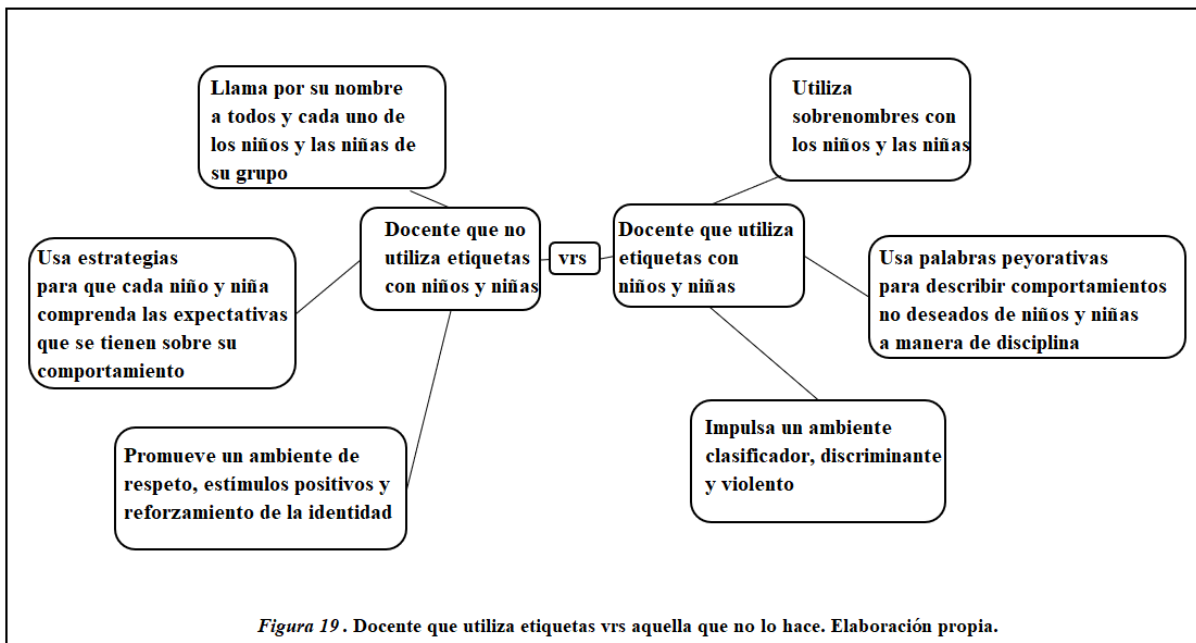 Llama por su nombre
a todos y cada uno de
los niños y las niñas de
su grupo
Utiliza
sobrenombres con
los niños y las niñas
Docente que no
utiliza etiquetas
con niños y niñas
vrs
Docente que utiliza
etiquetas con
niños y niñas
Usa estrategias
para que cada niño y niña
comprenda las expectativas
que se tienen sobre su
comportamiento
Usa palabras peyorativas
para describir comportamientos
no deseados de niños y niñas
a manera de disciplina
Promueve un ambiente de
respeto, estímulos positivos y
reforzamiento de la identidad
Impulsa un ambiente
clasificador, discriminante
y violento
Figura 19 . Docente que utiliza etiquetas vrs aquella que no lo hace. Elaboración propia.